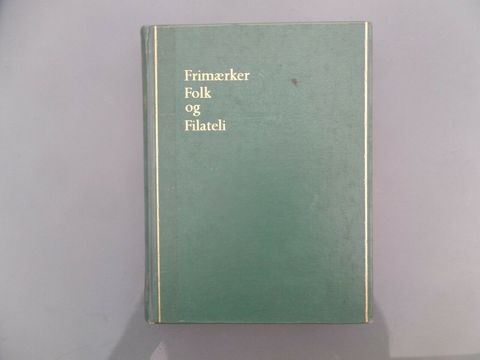 Frimærker
Folk
og
Filateli